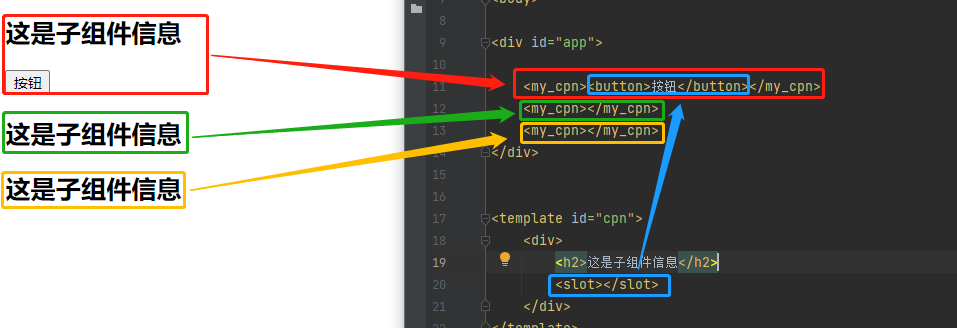 这是子组件信息
按钮
这是子组件信息
这是子组件信息
8
9 <div id="app">
10
11 <my_cpn><button>按钮</button></my_cpn>
12 <my_cpn></my_cpn>
13 <my_cpn></my_cpn>
14 </div>
15
16
17 <template id="cpn">
18 <div>
19 <h2>这是子组件信息</h2>
20 <slot></slot>
21 </div>
22 </template>